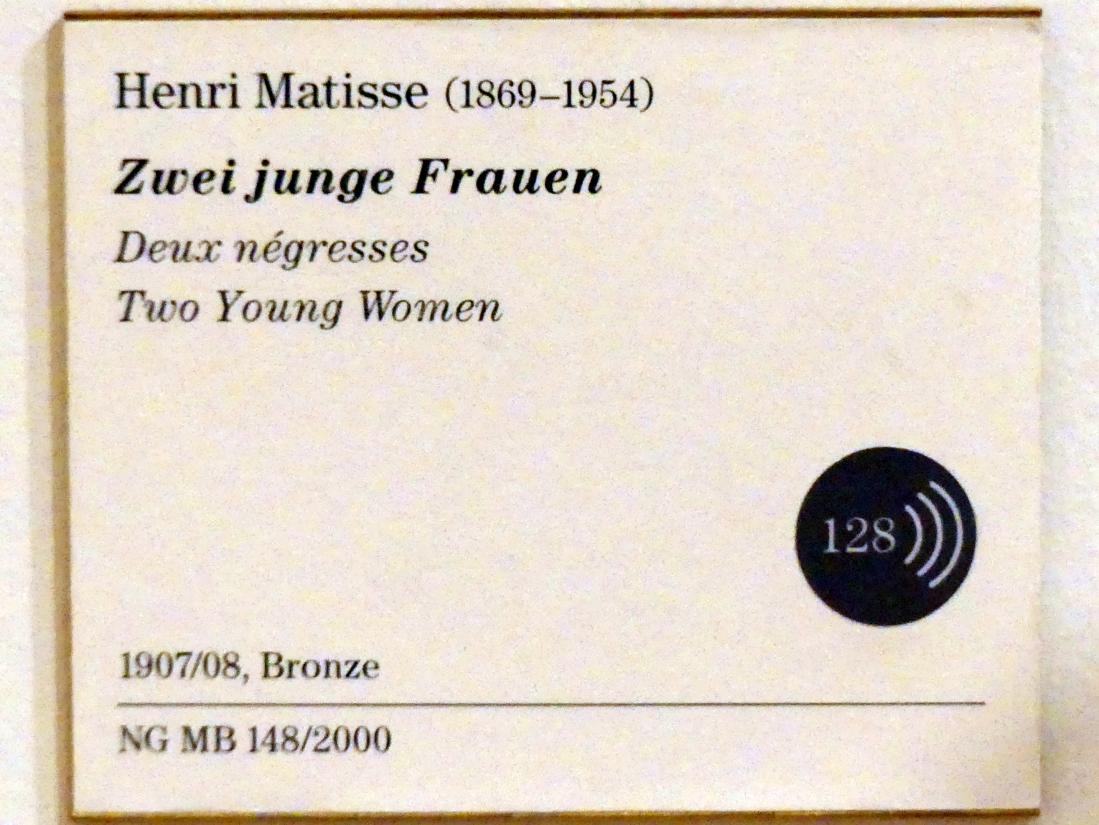 Henri Matisse (1869–1954)
Zwei junge Frauen
Deux négresses
Two Young Women
128
1907/08, Bronze
NG MB 148/2000